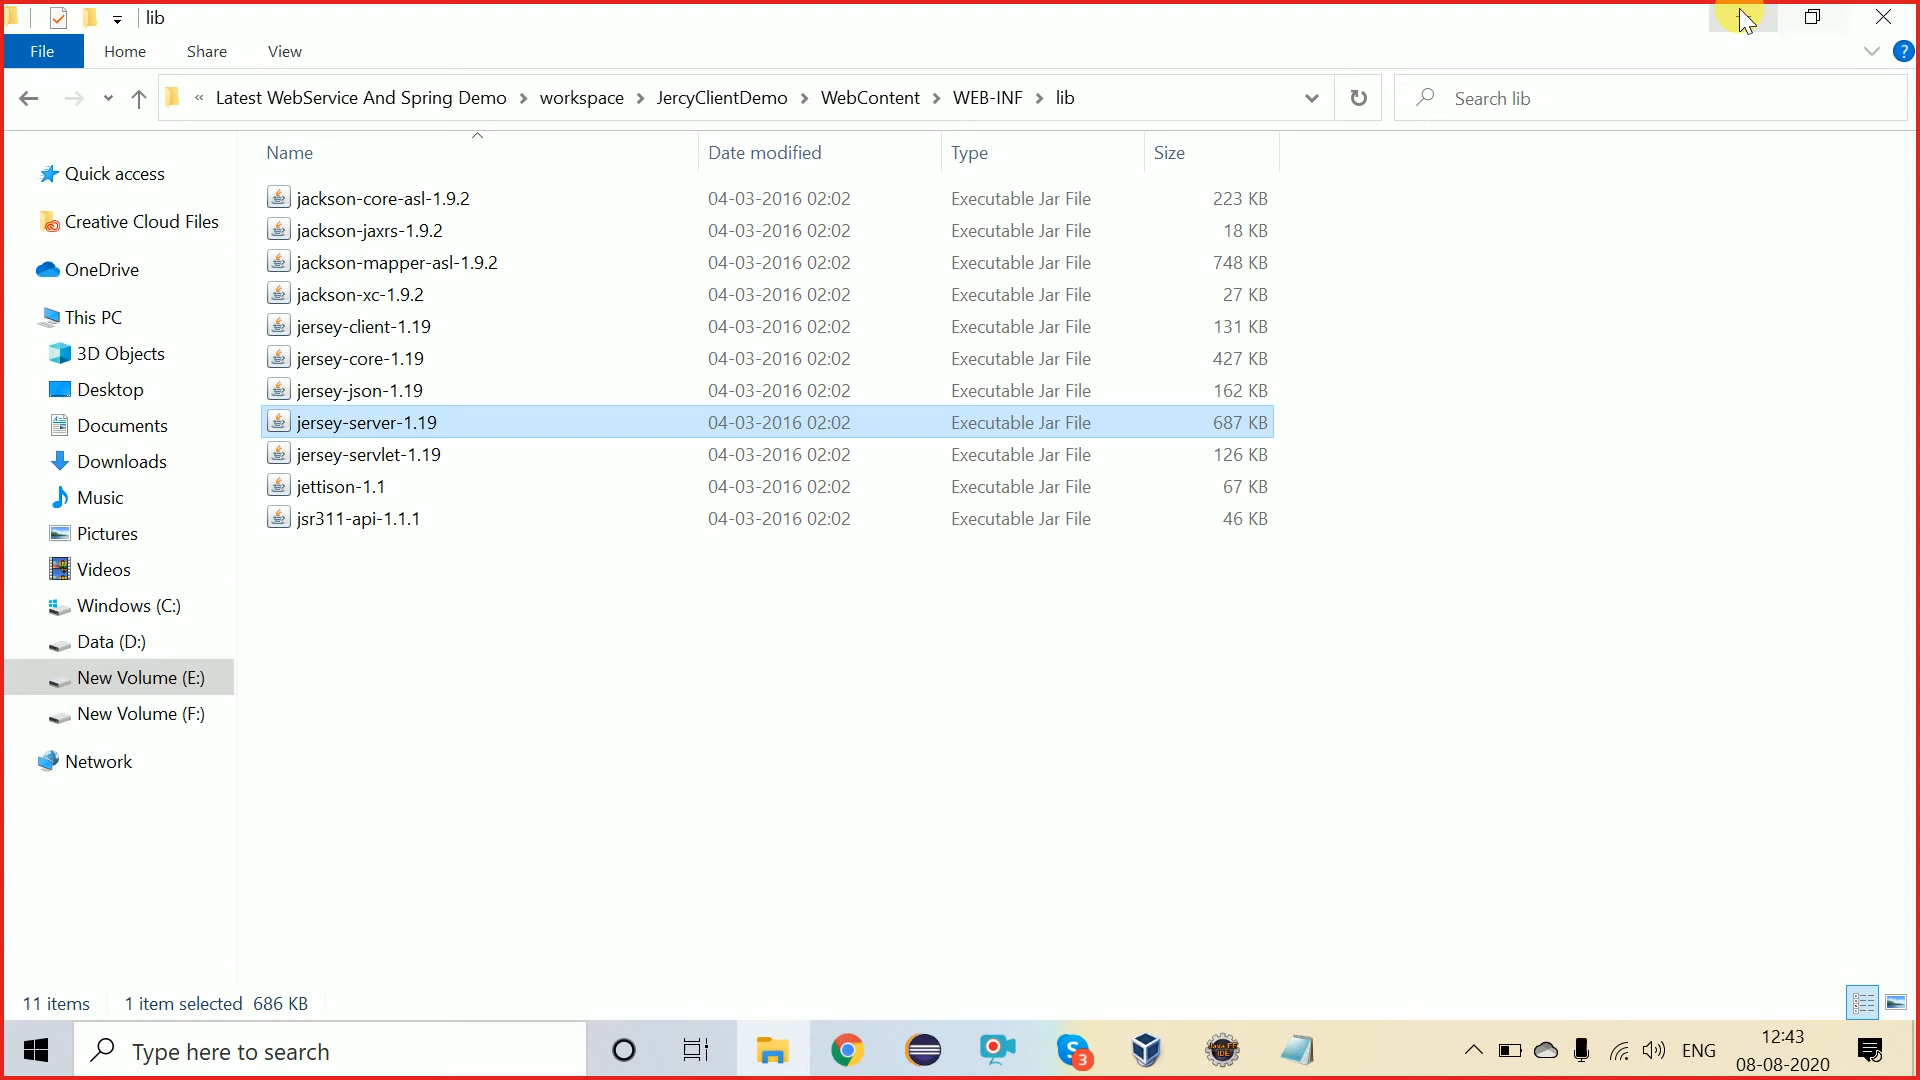 lib
File Home Share View
« Latest WebService And Spring Demo > workspace > JercyClientDemo > WebContent > WEB-INF > lib
Search lib
Name Date modified Type Size
Quick access
Creative Cloud Files
OneDrive
This PC
3D Objects
Desktop
Documents
Downloads
Music
Pictures
Videos
Windows (C:)
Data (D:)
New Volume (E:)
New Volume (F:)
Network
jackson-core-asl-1.9.2 04-03-2016 02:02 Executable Jar File 223 KB
jackson-jaxrs-1.9.2 04-03-2016 02:02 Executable Jar File 18 KB
jackson-mapper-asl-1.9.2 04-03-2016 02:02 Executable Jar File 748 KB
jackson-xc-1.9.2 04-03-2016 02:02 Executable Jar File 27 KB
jersey-client-1.19 04-03-2016 02:02 Executable Jar File 131 KB
jersey-core-1.19 04-03-2016 02:02 Executable Jar File 427 KB
jersey-json-1.19 04-03-2016 02:02 Executable Jar File 162 KB
jersey-server-1.19 04-03-2016 02:02 Executable Jar File 687 KB
jersey-servlet-1.19 04-03-2016 02:02 Executable Jar File 126 KB
jettison-1.1 04-03-2016 02:02 Executable Jar File 67 KB
jsr311-api-1.1.1 04-03-2016 02:02 Executable Jar File 46 KB
11 items 1 item selected 686 KB
Type here to search
3
ENG
12:43
08-08-2020